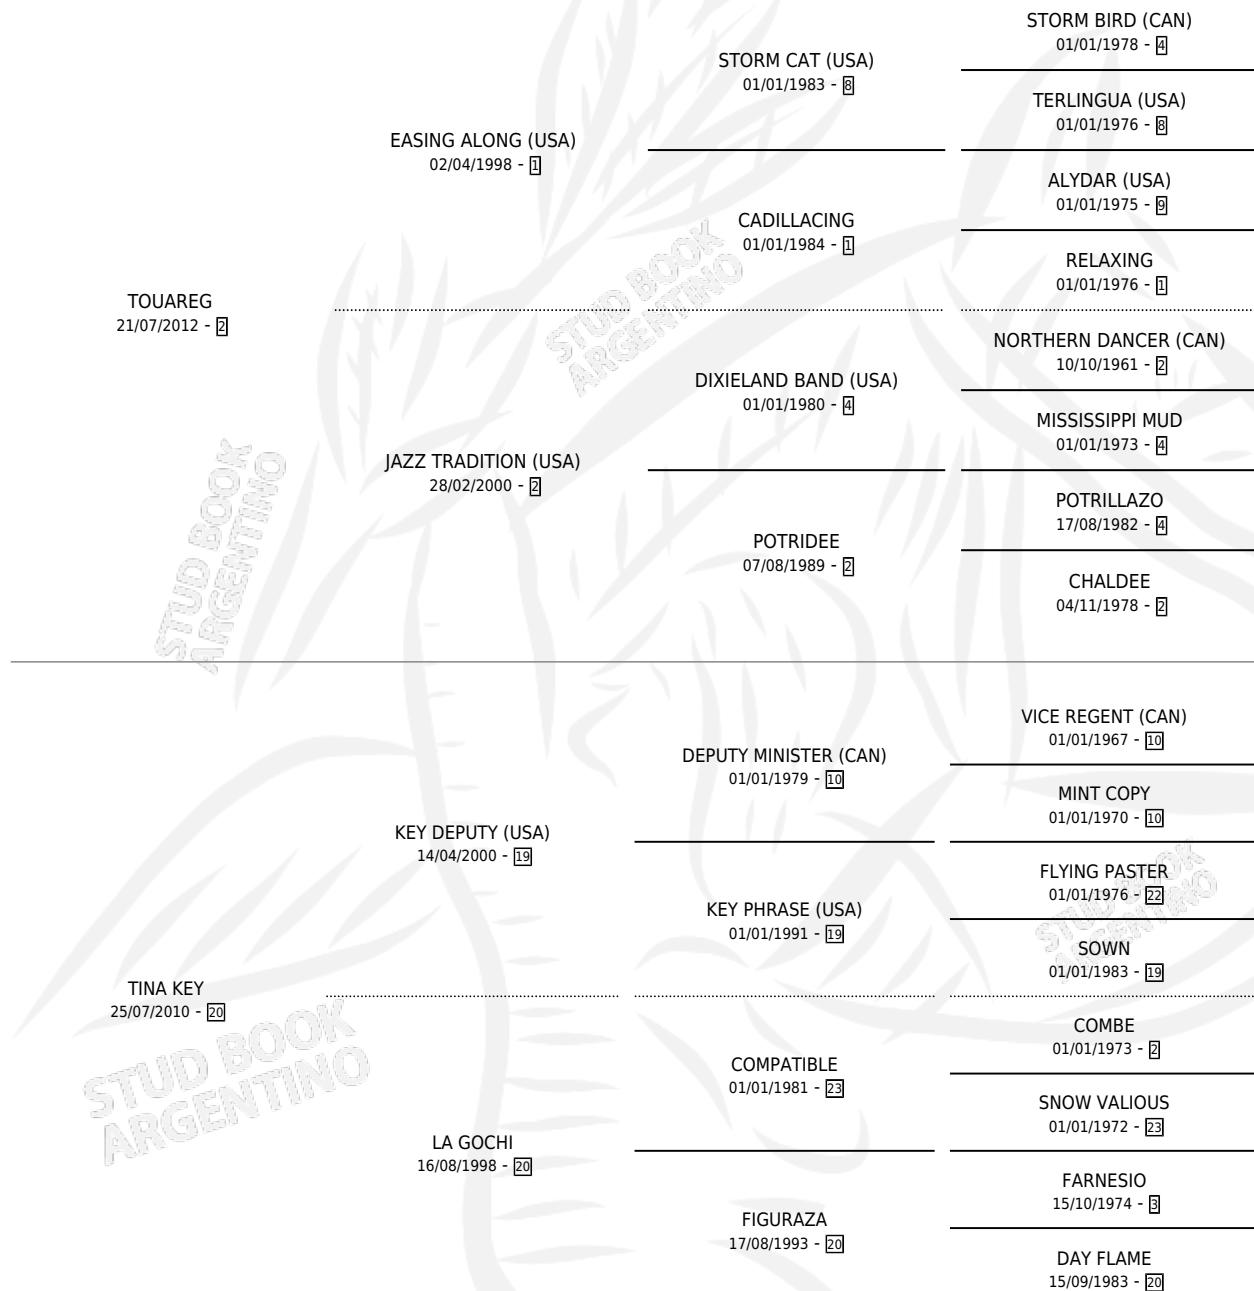 STORM BIRD (CAN)
01/01/1978 - 4
STORM CAT (USA)
01/01/1983 - 8
TERLINGUA (USA)
01/01/1976 - 8
EASING ALONG (USA)
02/04/1998 - 1
ALYDAR (USA)
01/01/1975 - 9
CADILLACING
01/01/1984 - 1
RELAXING
01/01/1976 - 1
TOUAREG
21/07/2012 - 2
NORTHERN DANCER (CAN)
10/10/1961 - 2
DIXIELAND BAND (USA)
01/01/1980 - 4
MISSISSIPPI MUD
01/01/1973 - 4
JAZZ TRADITION (USA)
28/02/2000 - 2
POTRILLAZO
17/08/1982 - 4
POTRIDEE
07/08/1989 - 2
CHALDEE
04/11/1978 - 2
VICE REGENT (CAN)
01/01/1967 - 10
DEPUTY MINISTER (CAN)
01/01/1979 - 10
MINT COPY
01/01/1970 - 10
KEY DEPUTY (USA)
14/04/2000 - 19
FLYING PASTER
01/01/1976 - 22
KEY PHRASE (USA)
01/01/1991 - 19
SOWN
01/01/1983 - 19
TINA KEY
25/07/2010 - 20
COMBE
01/01/1973 - 2
COMPATIBLE
01/01/1981 - 23
SNOW VALIOUS
01/01/1972 - 23
LA GOCHI
16/08/1998 - 20
FARNESIO
15/10/1974 - 3
FIGURAZA
17/08/1993 - 20
DAY FLAME
15/09/1983 - 20
STUD BOOK
ARGENTINO
STUD BOOK
ARGENTINO
STUD BOOK
ARGENTINO
STUD BOOK
ARGENTINO